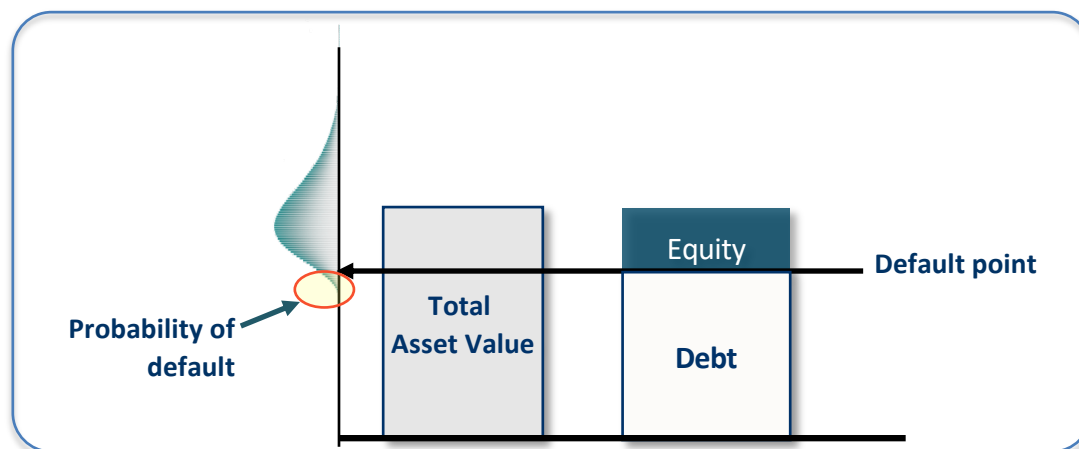 Equity
Default point
Total
Asset Value
Probability of
default
Debt